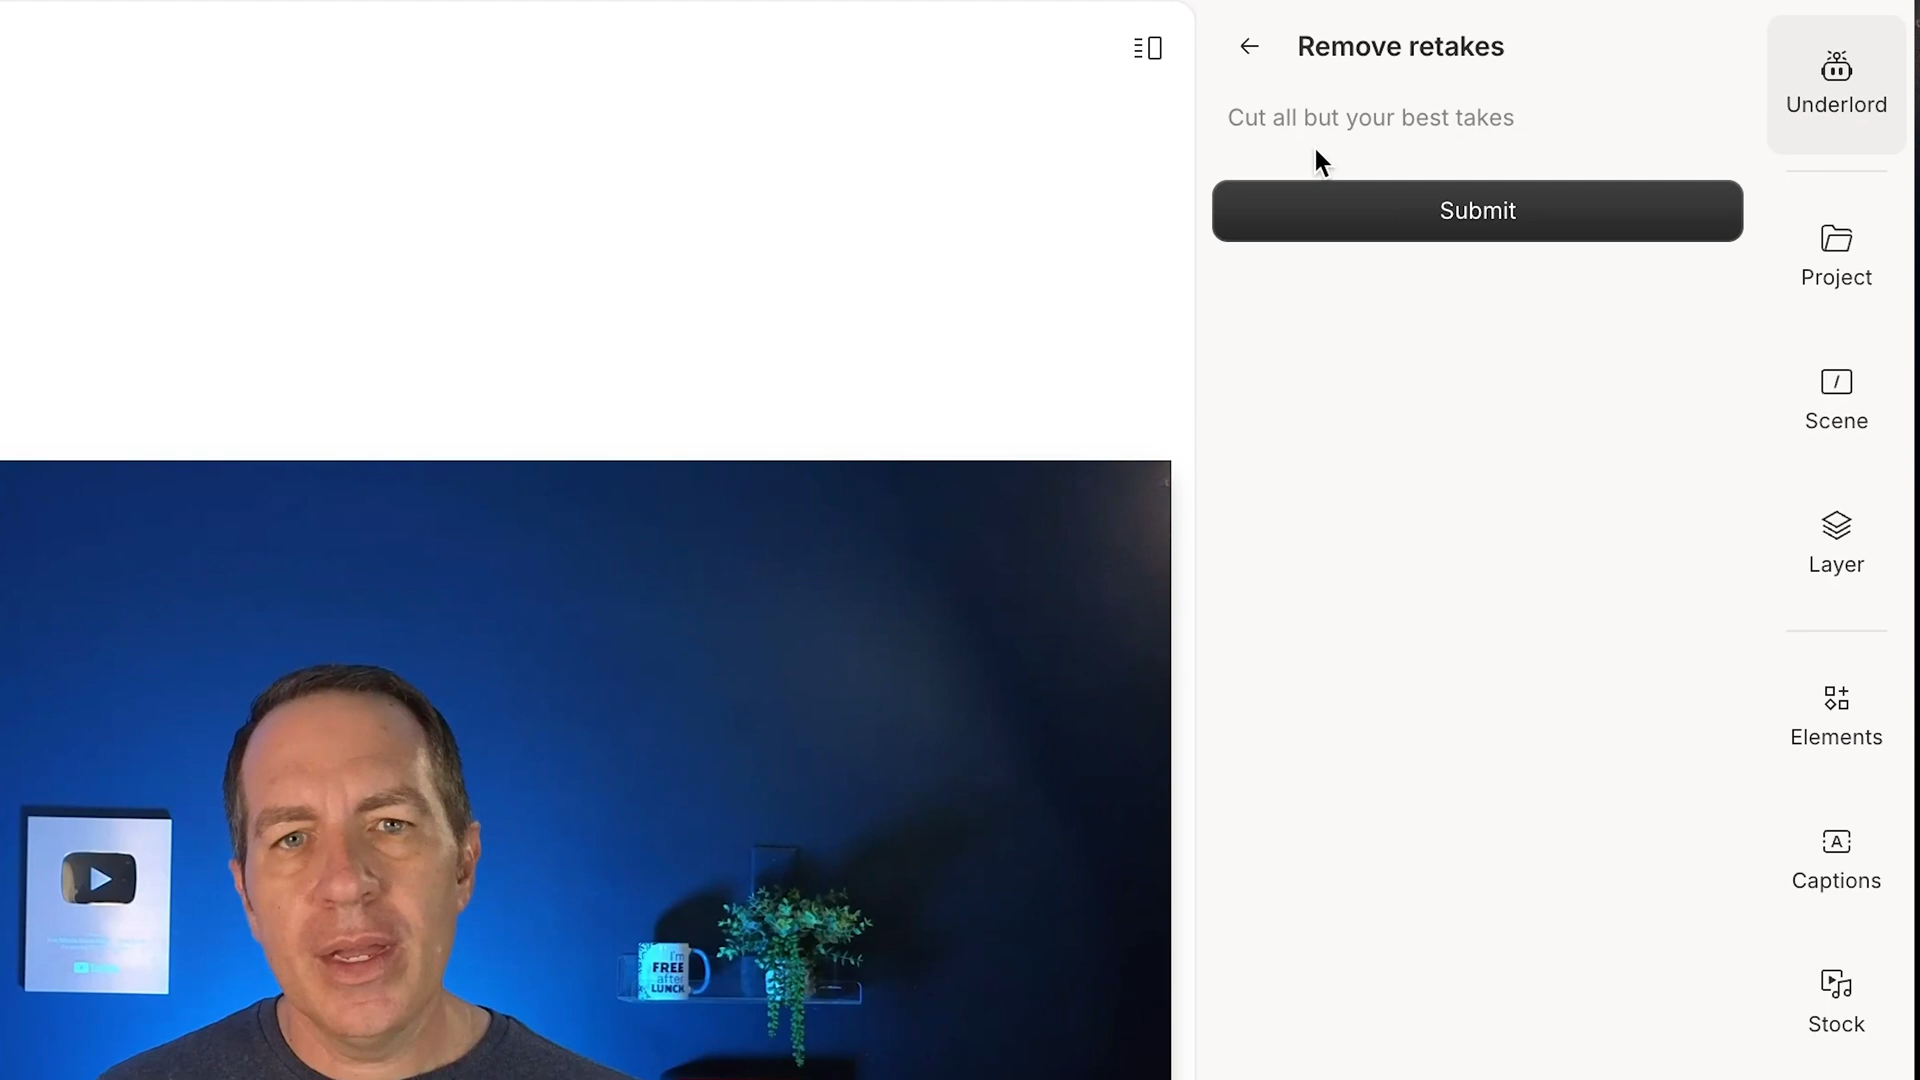 Remove retakes
Cut all but your best takes
Submit
Underlord
Project
Scene
Layer
Elements
Captions
Stock
I'm
FREE
after
LUNCH